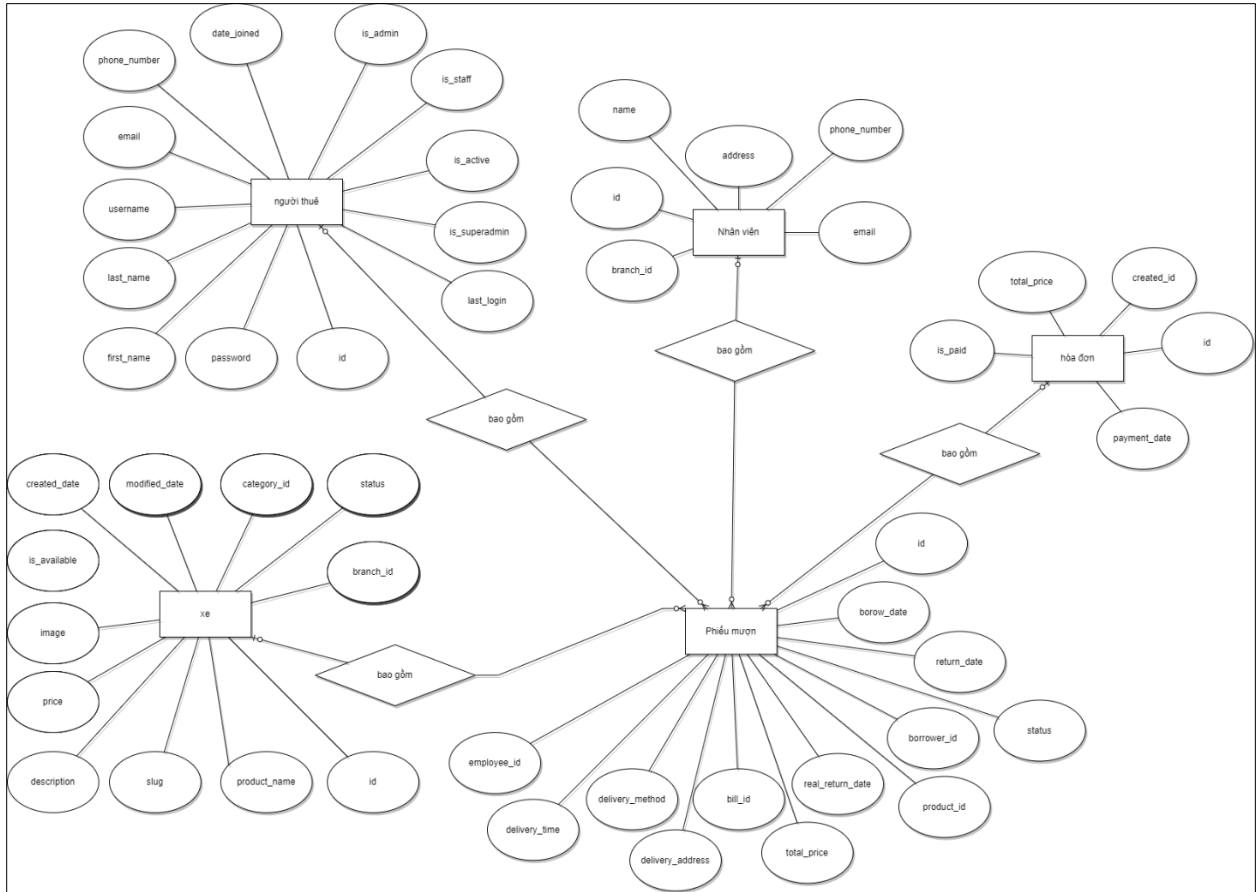 date_joined
is_admin
phone_number
is_staff
email
is_active
username
người thuê
is_superadmin
last_name
last_login
first_name
password
id
name
phone_number
address
id
Nhân viên
email
branch_id
bao gồm
total_price
created_id
is_paid
hòa đơn
id
payment_date
bao gồm
bao gồm
created_date
modified_date
category_id
status
is_available
branch_id
xe
image
bao gồm
price
description
slug
product_name
id
id
borow_date
Phiếu mượn
return_date
status
borrower_id
employee_id
real_return_date
product_id
delivery_method
bill_id
delivery_time
delivery_address
total_price